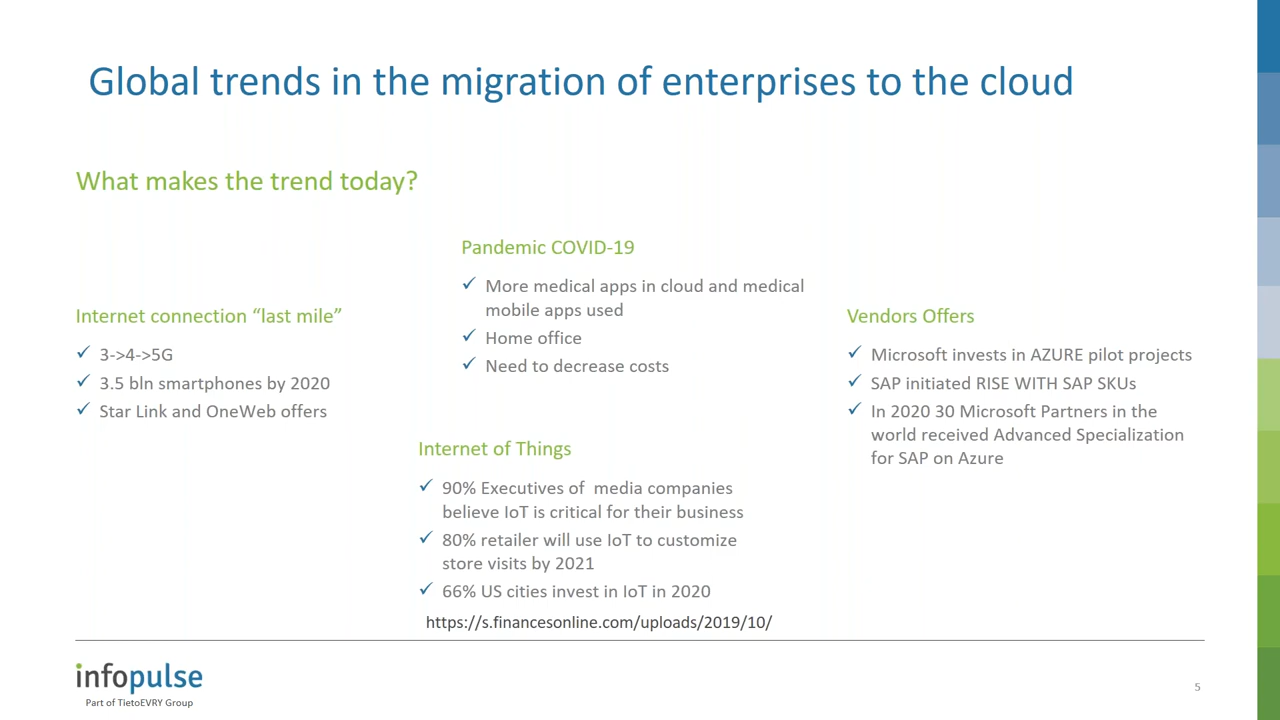 Global trends in the migration of enterprises to the cloud
What makes the trend today?
Internet connection “last mile”
3->4->5G
3.5 bln smartphones by 2020
Star Link and OneWeb offers
Pandemic COVID-19
More medical apps in cloud and medical
mobile apps used
Home office
Need to decrease costs
Internet of Things
90% Executives of  media companies
believe IoT is critical for their business
80% retailer will use IoT to customize
store visits by 2021
66% US cities invest in IoT in 2020
https://s.financesonline.com/uploads/2019/10/
Vendors Offers
Microsoft invests in AZURE pilot projects
SAP initiated RISE WITH SAP SKUs
In 2020 30 Microsoft Partners in the
world received Advanced Specialization
for SAP on Azure
infopulse
Part of TietoEVRY Group
5